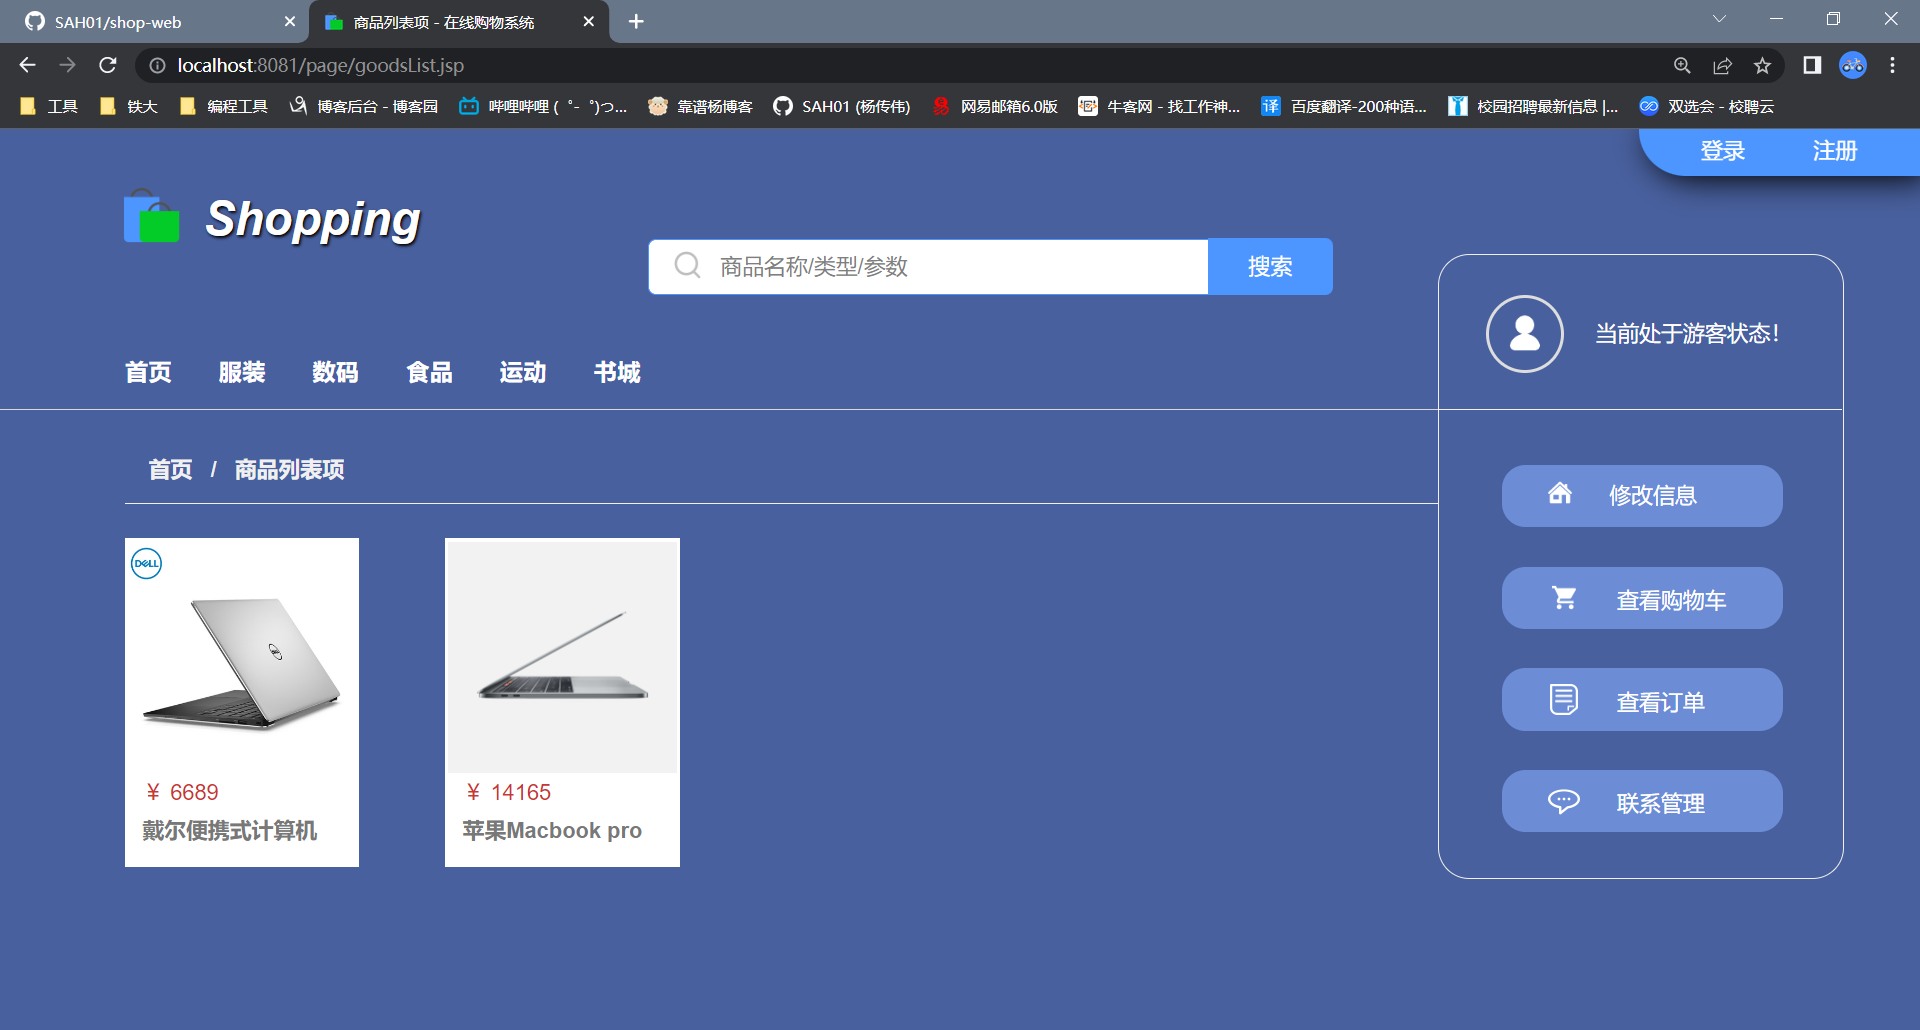 SAH01/shop-web
商品列表项 - 在线购物系统
localhost:8081/page/goodsList.jsp
工具 铁大 编程工具 博客后台 - 博客园 哔哩哔哩 (゜-゜)つ... 靠谱杨博客 SAH01 (杨传伟) 网易邮箱6.0版 牛客网 - 找工作神... 百度翻译-200种语... 校园招聘最新信息 |... 双选会 - 校聘云
登录 注册
Shopping
商品名称/类型/参数 搜索
当前处于游客状态!
首页 服装 数码 食品 运动 书城
首页 / 商品列表项
修改信息
查看购物车
查看订单
联系管理
DELL
¥ 6689
戴尔便携式计算机
¥ 14165
苹果Macbook pro